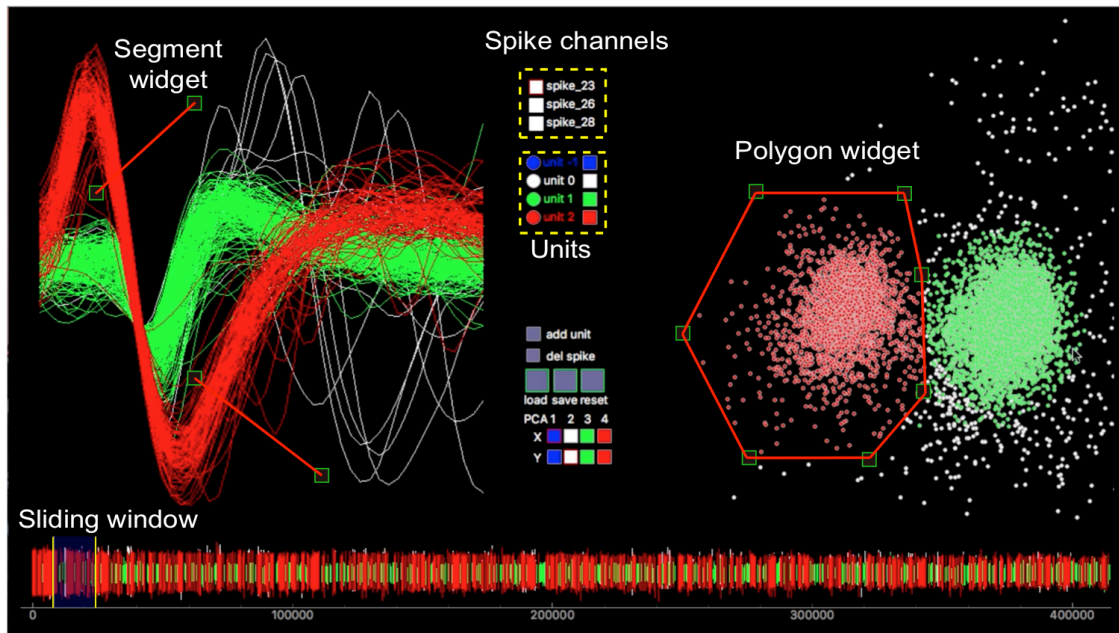 Segment
widget
Spike channels
spike_23
spike_26
spike_28
unit -1
unit 0
unit 1
unit 2
Units
Polygon widget
add unit
del spike
load save reset
PCA 1 2 3 4
X
Y
Sliding window
0 100000 200000 300000 400000